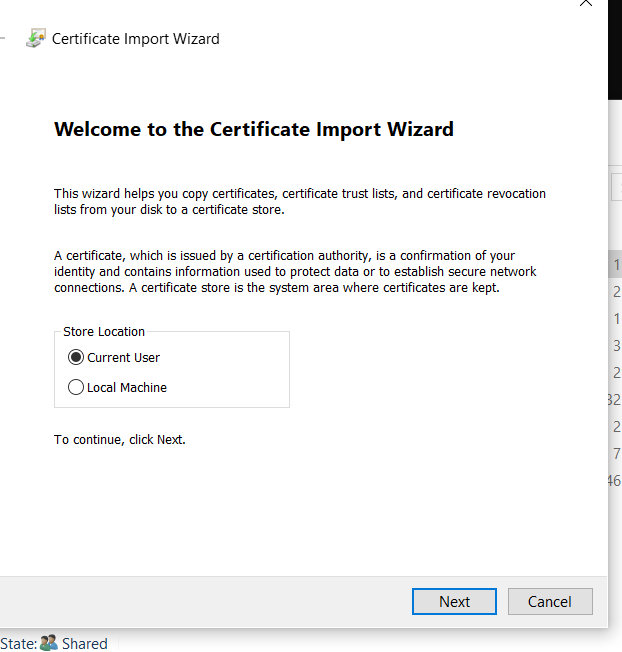 Certificate Import Wizard
Welcome to the Certificate Import Wizard
This wizard helps you copy certificates, certificate trust lists, and certificate revocation
lists from your disk to a certificate store.
A certificate, which is issued by a certification authority, is a confirmation of your
identity and contains information used to protect data or to establish secure network
connections. A certificate store is the system area where certificates are kept.
Store Location
Current User
Local Machine
To continue, click Next.
Next
Cancel
1
2
1
3
2
32
2
7
46
State: Shared